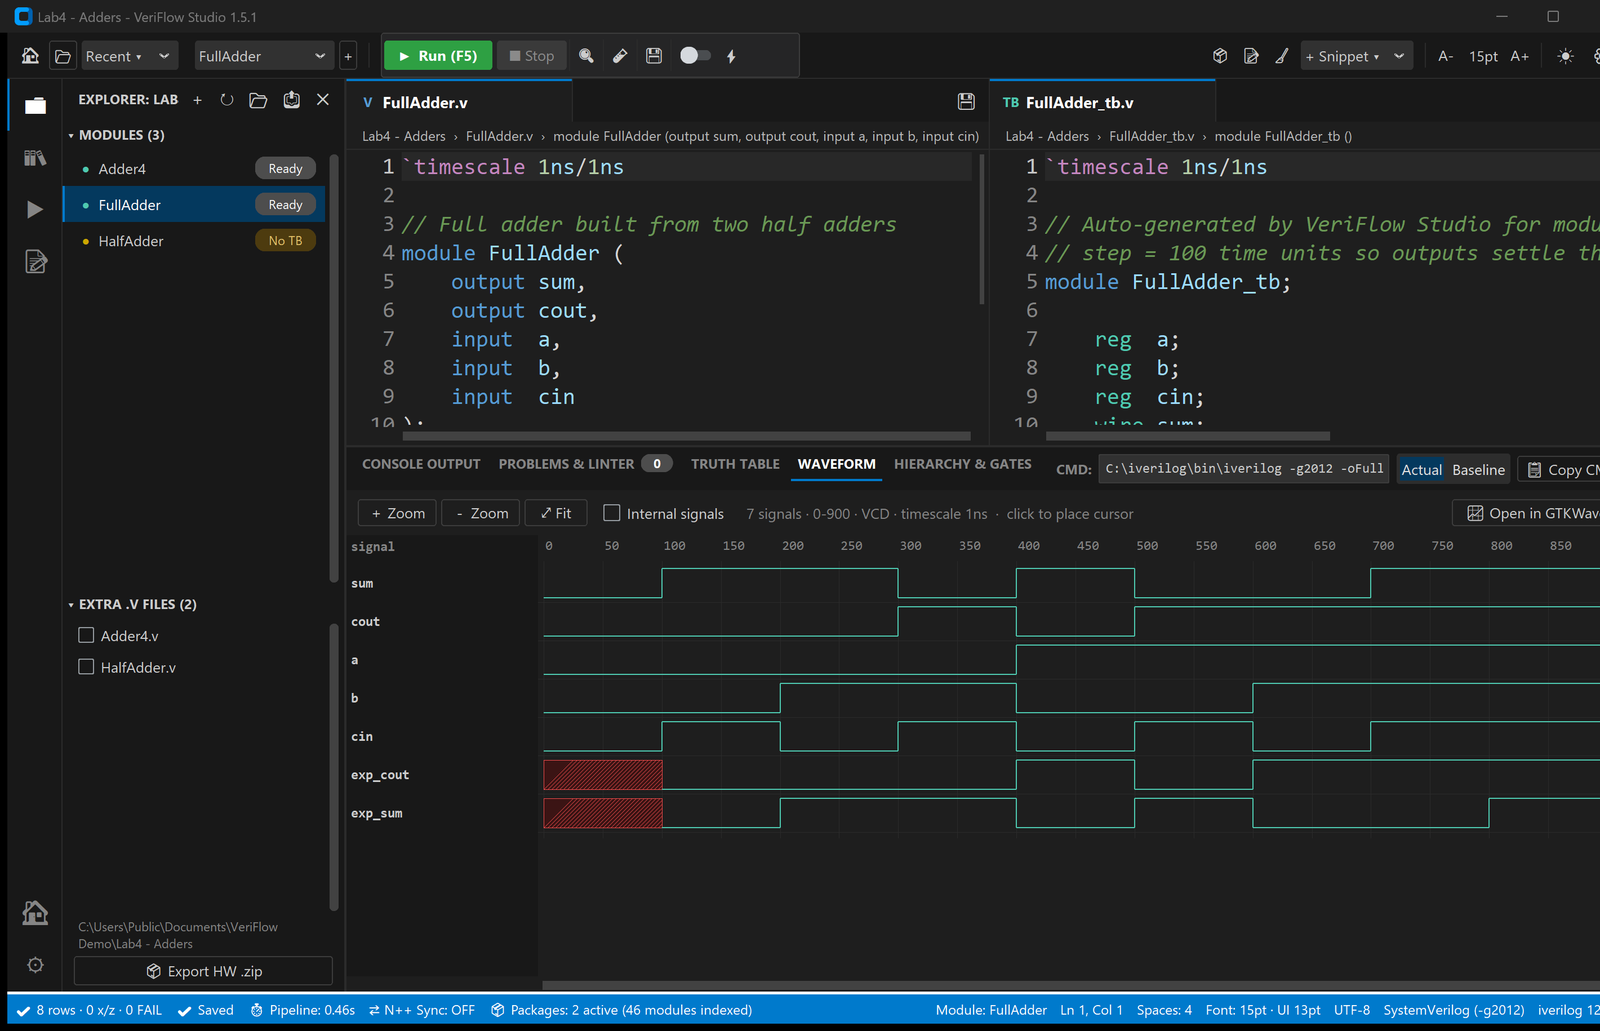 Lab4 - Adders - VeriFlow Studio 1.5.1
Recent ▾
FullAdder
+
► Run (F5)
Stop
+ Snippet ▾
A-
15pt
A+
EXPLORER: LAB
▾ MODULES (3)
Adder4
Ready
FullAdder
Ready
HalfAdder
No TB
▾ EXTRA .V FILES (2)
Adder4.v
HalfAdder.v
C:\Users\Public\Documents\VeriFlow
Demo\Lab4 - Adders
Export HW .zip
V FullAdder.v
Lab4 - Adders › FullAdder.v › module FullAdder (output sum, output cout, input a, input b, input cin)
1 `timescale 1ns/1ns
2
3 // Full adder built from two half adders
4 module FullAdder (
5 output sum,
6 output cout,
7 input a,
8 input b,
9 input cin
10 );
TB FullAdder_tb.v
Lab4 - Adders › FullAdder_tb.v › module FullAdder_tb ()
1 `timescale 1ns/1ns
2
3 // Auto-generated by VeriFlow Studio for modu
4 // step = 100 time units so outputs settle th
5 module FullAdder_tb;
6
7 reg a;
8 reg b;
9 reg cin;
10 wire sum;
CONSOLE OUTPUT
PROBLEMS & LINTER 0
TRUTH TABLE
WAVEFORM
HIERARCHY & GATES
CMD: C:\iverilog\bin\iverilog -g2012 -oFull
Actual
Baseline
Copy CM
+ Zoom
- Zoom
Fit
Internal signals
7 signals · 0-900 · VCD · timescale 1ns · click to place cursor
Open in GTKWav
signal 0 50 100 150 200 250 300 350 400 450 500 550 600 650 700 750 800 850
sum
cout
a
b
cin
exp_cout
exp_sum
8 rows · 0 x/z · 0 FAIL
Saved
Pipeline: 0.46s
N++ Sync: OFF
Packages: 2 active (46 modules indexed)
Module: FullAdder
Ln 1, Col 1
Spaces: 4
Font: 15pt · UI 13pt
UTF-8
SystemVerilog (-g2012)
iverilog 12